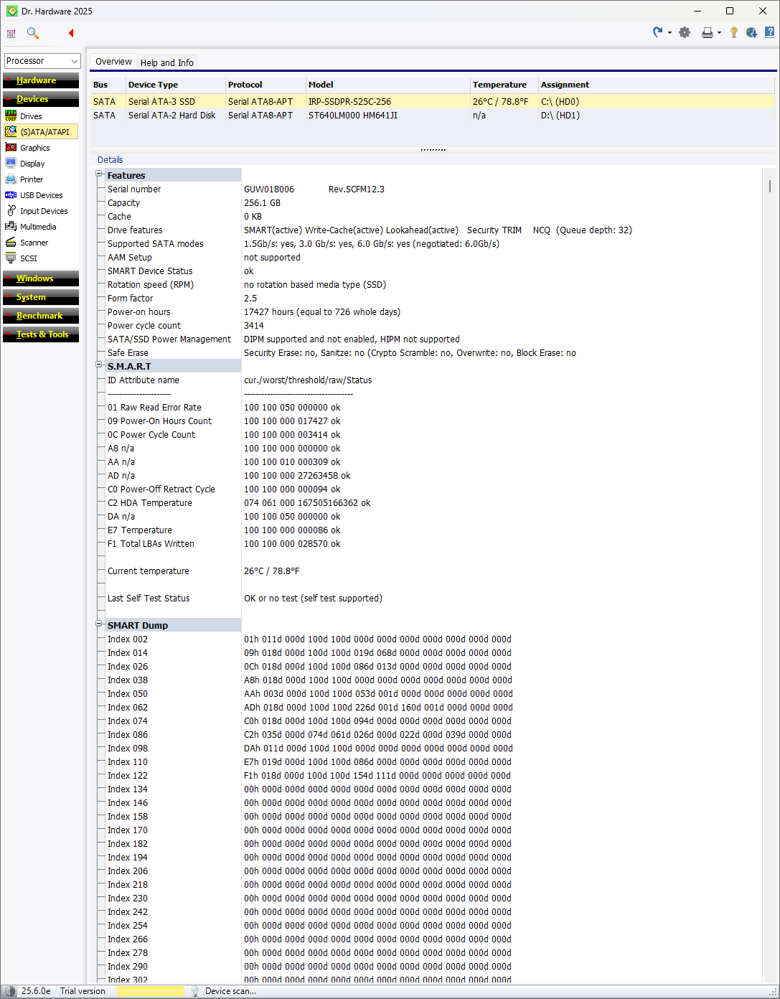 Dr. Hardware 2025
Processor
Hardware
Devices
Drives
(S)ATA/ATAPI
Graphics
Display
Printer
USB Devices
Input Devices
Multimedia
Scanner
SCSI
Windows
System
Benchmark
Tests & Tools
Overview Help and Info
Bus Device Type Protocol Model Temperature Assignment
SATA Serial ATA-3 SSD Serial ATA8-APT IRP-SSDPR-S25C-256 26°C / 78.8°F C:\ (HD0)
SATA Serial ATA-2 Hard Disk Serial ATA8-APT ST640LM000 HM641JI n/a D:\ (HD1)
Details
Features
Serial number GUW018006 Rev.SCFM12.3
Capacity 256.1 GB
Cache 0 KB
Drive features SMART(active) Write-Cache(active) Lookahead(active) Security TRIM NCQ (Queue depth: 32)
Supported SATA modes 1.5Gb/s: yes, 3.0 Gb/s: yes, 6.0 Gb/s: yes (negotiated: 6.0Gb/s)
AAM Setup not supported
SMART Device Status ok
Rotation speed (RPM) no rotation based media type (SSD)
Form factor 2.5
Power-on hours 17427 hours (equal to 726 whole days)
Power cycle count 3414
SATA/SSD Power Management DIPM supported and not enabled, HIPM not supported
Safe Erase Security Erase: no, Sanitze: no (Crypto Scramble: no, Overwrite: no, Block Erase: no
S.M.A.R.T
ID Attribute name cur./worst/threshold/raw/Status
---------------------- --------------------------------------
01 Raw Read Error Rate 100 100 050 000000 ok
09 Power-On Hours Count 100 100 000 017427 ok
0C Power Cycle Count 100 100 000 003414 ok
A8 n/a 100 100 000 000000 ok
AA n/a 100 100 010 000309 ok
AD n/a 100 100 000 27263458 ok
C0 Power-Off Retract Cycle 100 100 000 000094 ok
C2 HDA Temperature 074 061 000 167505166362 ok
DA n/a 100 100 050 000000 ok
E7 Temperature 100 100 000 000086 ok
F1 Total LBAs Written 100 100 000 028570 ok
Current temperature 26°C / 78.8°F
Last Self Test Status OK or no test (self test supported)
SMART Dump
Index 002 01h 011d 000d 100d 100d 000d 000d 000d 000d 000d 000d 000d
Index 014 09h 018d 000d 100d 100d 019d 068d 000d 000d 000d 000d 000d
Index 026 0Ch 018d 000d 100d 100d 086d 013d 000d 000d 000d 000d 000d
Index 038 A8h 018d 000d 100d 100d 000d 000d 000d 000d 000d 000d 000d
Index 050 AAh 003d 000d 100d 100d 053d 001d 000d 000d 000d 000d 000d
Index 062 ADh 018d 000d 100d 100d 226d 001d 160d 001d 000d 000d 000d
Index 074 C0h 018d 000d 100d 100d 094d 000d 000d 000d 000d 000d 000d
Index 086 C2h 035d 000d 074d 061d 026d 000d 022d 000d 039d 000d 000d
Index 098 DAh 011d 000d 100d 100d 000d 000d 000d 000d 000d 000d 000d
Index 110 E7h 019d 000d 100d 100d 086d 000d 000d 000d 000d 000d 000d
Index 122 F1h 018d 000d 100d 100d 154d 111d 000d 000d 000d 000d 000d
Index 134 00h 000d 000d 000d 000d 000d 000d 000d 000d 000d 000d 000d
Index 146 00h 000d 000d 000d 000d 000d 000d 000d 000d 000d 000d 000d
Index 158 00h 000d 000d 000d 000d 000d 000d 000d 000d 000d 000d 000d
Index 170 00h 000d 000d 000d 000d 000d 000d 000d 000d 000d 000d 000d
Index 182 00h 000d 000d 000d 000d 000d 000d 000d 000d 000d 000d 000d
Index 194 00h 000d 000d 000d 000d 000d 000d 000d 000d 000d 000d 000d
Index 206 00h 000d 000d 000d 000d 000d 000d 000d 000d 000d 000d 000d
Index 218 00h 000d 000d 000d 000d 000d 000d 000d 000d 000d 000d 000d
Index 230 00h 000d 000d 000d 000d 000d 000d 000d 000d 000d 000d 000d
Index 242 00h 000d 000d 000d 000d 000d 000d 000d 000d 000d 000d 000d
Index 254 00h 000d 000d 000d 000d 000d 000d 000d 000d 000d 000d 000d
Index 266 00h 000d 000d 000d 000d 000d 000d 000d 000d 000d 000d 000d
Index 278 00h 000d 000d 000d 000d 000d 000d 000d 000d 000d 000d 000d
Index 290 00h 000d 000d 000d 000d 000d 000d 000d 000d 000d 000d 000d
Index 302 00h 000d 000d 000d 000d 000d 000d 000d 000d 000d 000d 000d
25.6.0e Trial version Device scan...